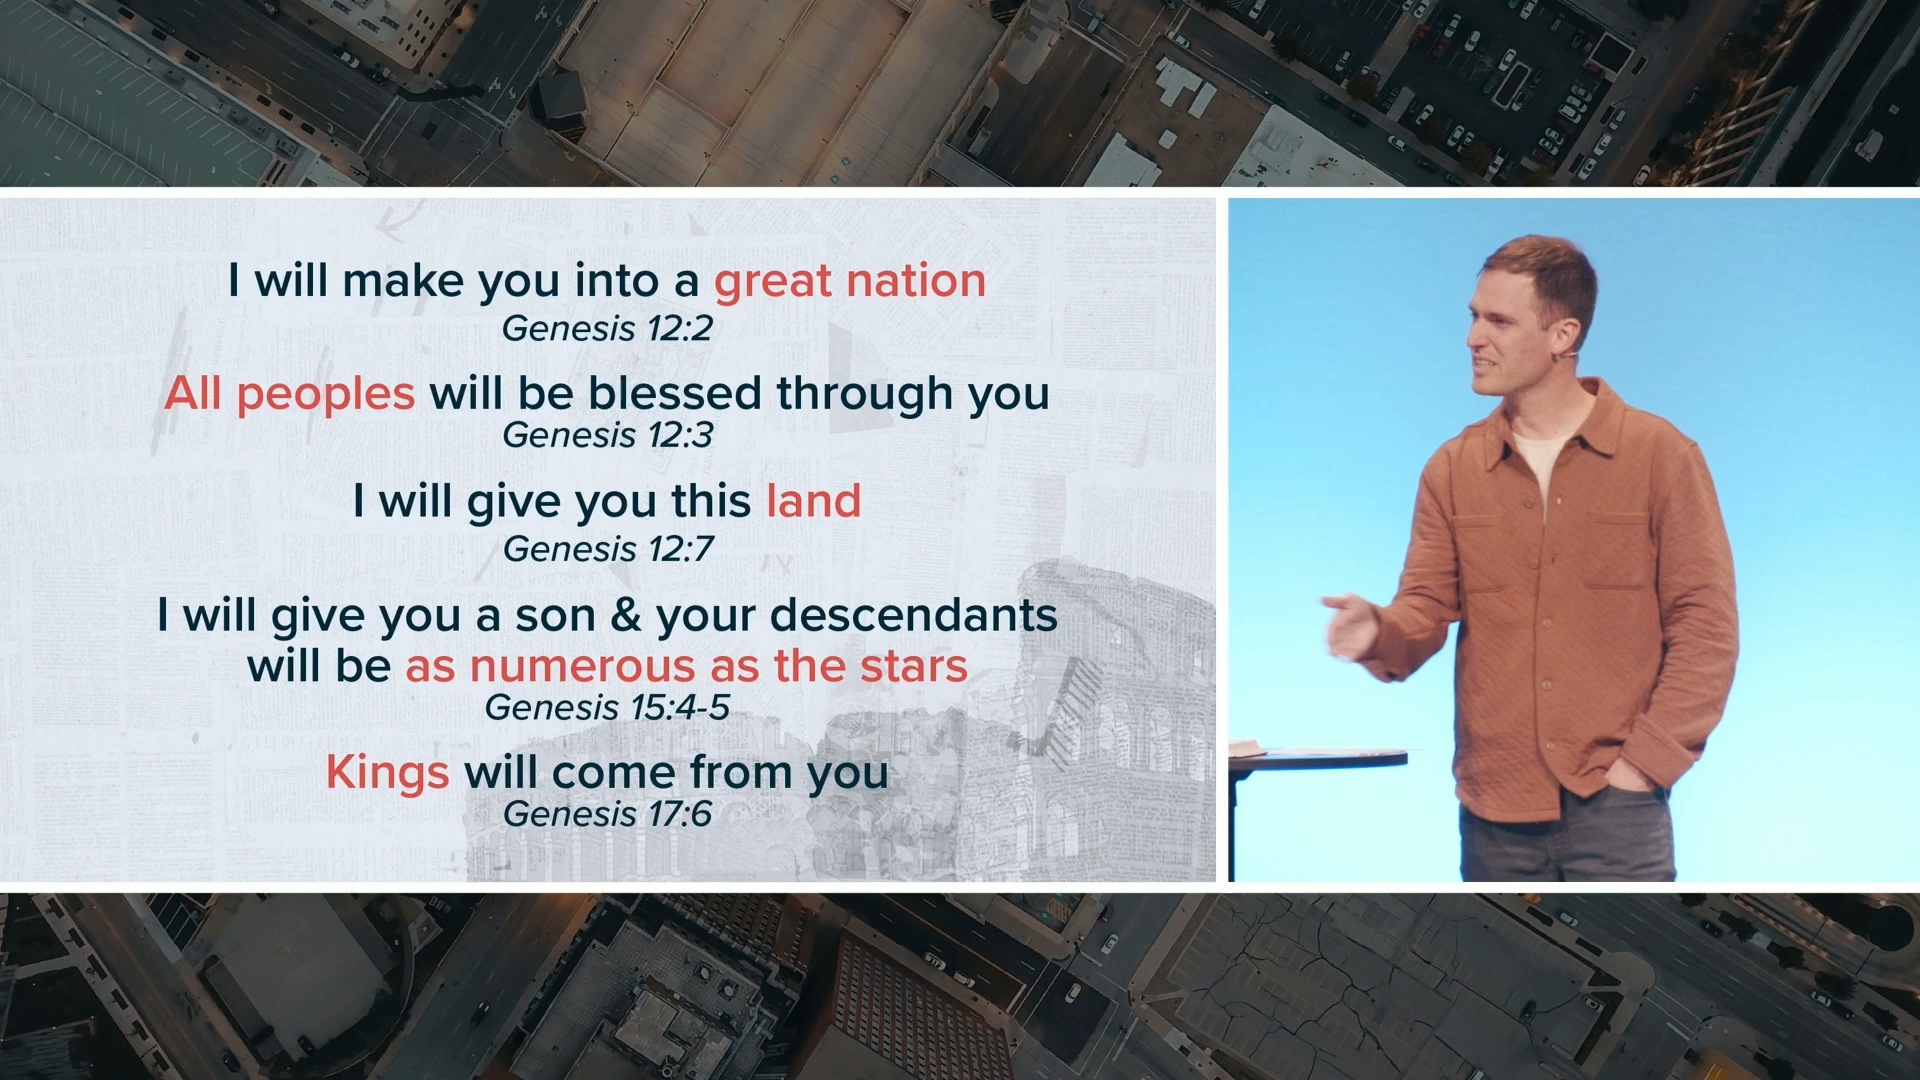 I will make you into a great nation
Genesis 12:2
All peoples will be blessed through you
Genesis 12:3
I will give you this land
Genesis 12:7
I will give you a son & your descendants
will be as numerous as the stars
Genesis 15:4-5
Kings will come from you
Genesis 17:6